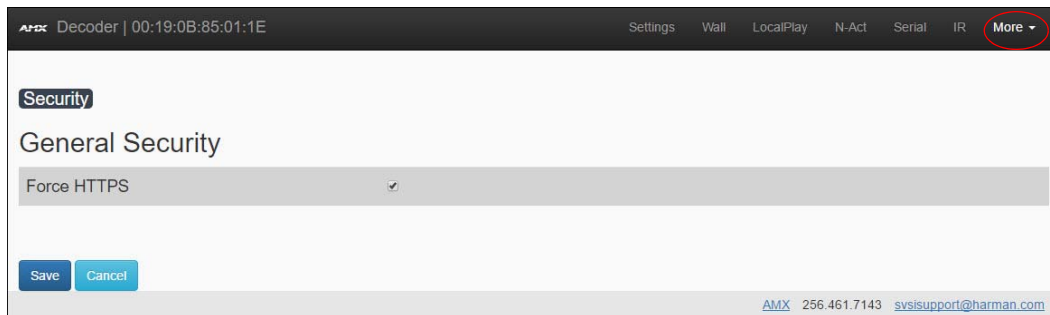 AMX Decoder | 00:19:0B:85:01:1E Settings Wall LocalPlay N-Act Serial IR More
Security
General Security
Force HTTPS
Save Cancel
AMX 256.461.7143 svsisupport@harman.com